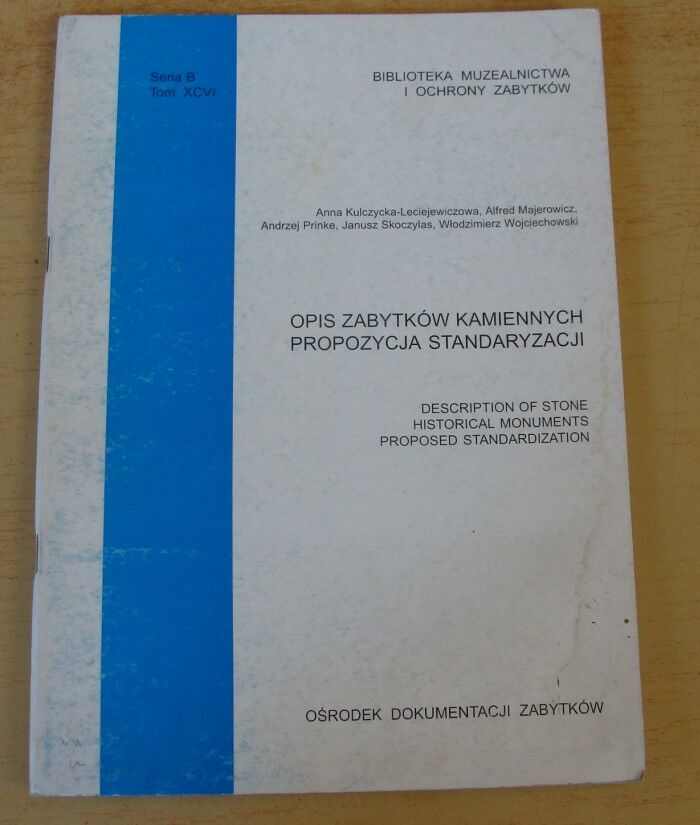 Seria B
Tom XCVI
BIBLIOTEKA MUZEALNICTWA
I OCHRONY ZABYTKÓW
Anna Kulczycka-Leciejewiczowa, Alfred Majerowicz,
Andrzej Prinke, Janusz Skoczylas, Włodzimierz Wojciechowski
OPIS ZABYTKÓW KAMIENNYCH
PROPOZYCJA STANDARYZACJI
DESCRIPTION OF STONE
HISTORICAL MONUMENTS
PROPOSED STANDARDIZATION
OŚRODEK DOKUMENTACJI ZABYTKÓW